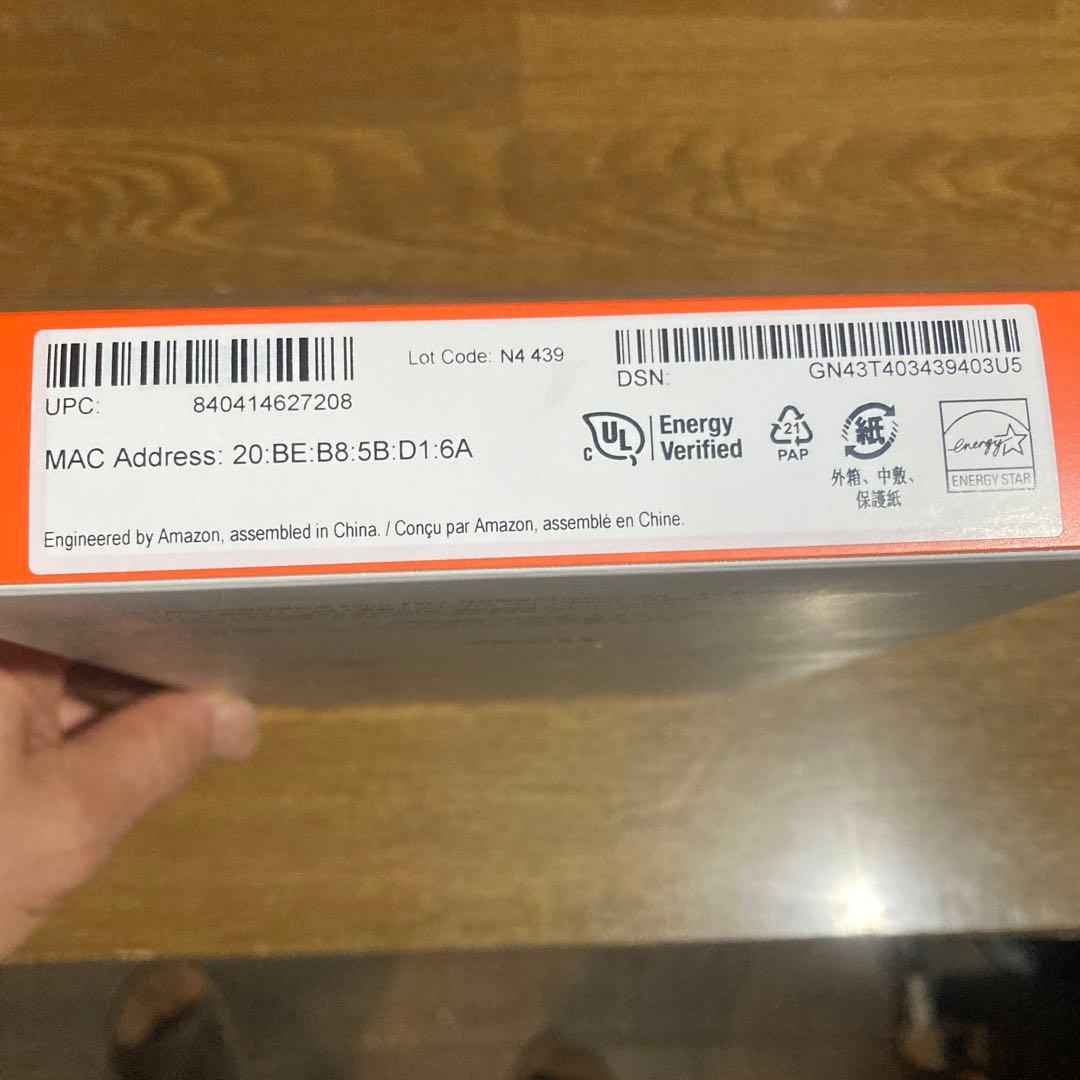 Lot Code: N4 439
UPC: 840414627208
DSN: GN43T403439403U5
MAC Address: 20:BE:B8:5B:D1:6A
c UL Energy Verified
21
PAP
紙
外箱、中敷、
保護紙
energy
ENERGY STAR
Engineered by Amazon, assembled in China. / Conçu par Amazon, assemblé en Chine.